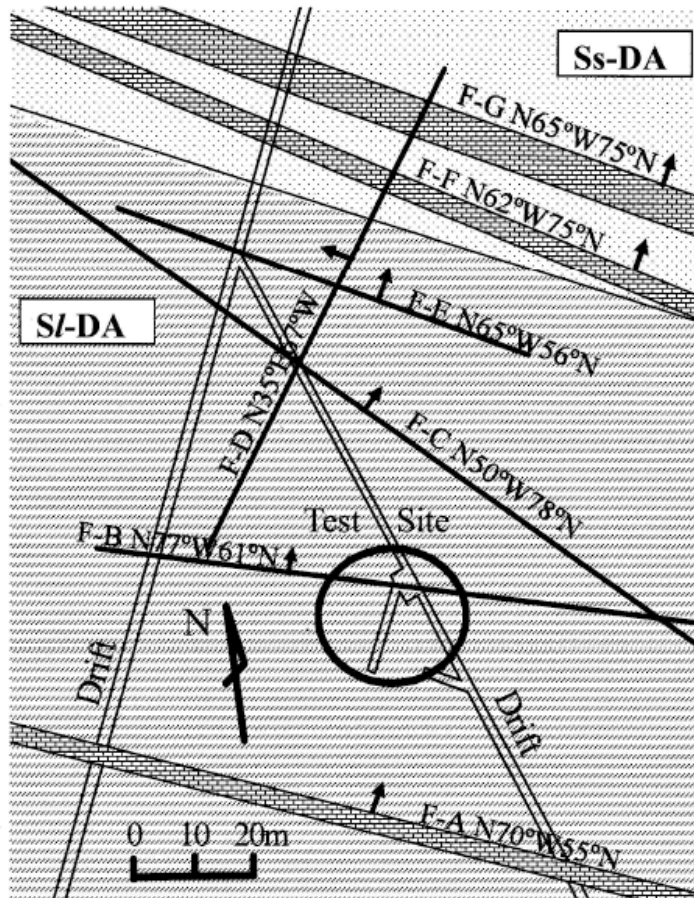 Ss-DA
F-G N65°W75°N
F-F N62°W75°N
F-E N65°W56°N
Sl-DA
F-D N35°E67°W
F-C N50°W78°N
Test Site
F-B N77°W61°N
N
Drift
Drift
F-A N70°W55°N
0 10 20m